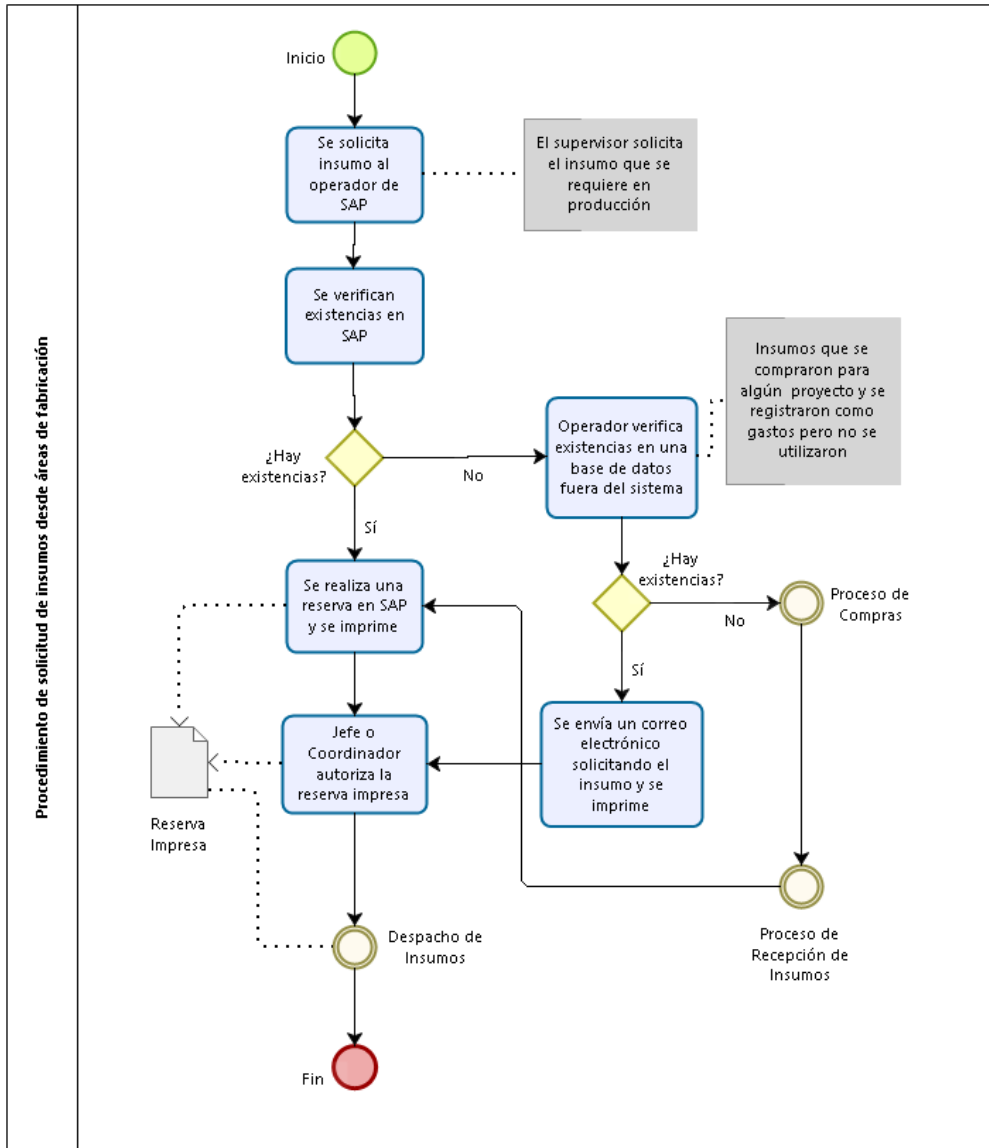 Procedimiento de solicitud de insumos desde áreas de fabricación
Inicio
Se solicita
insumo al
operador de
SAP
El supervisor solicita
el insumo que se
requiere en
producción
Se verifican
existencias en
SAP
Insumos que se
compraron para
algún proyecto y se
registraron como
gastos pero no se
utilizaron
¿Hay
existencias?
No
Operador verifica
existencias en una
base de datos
fuera del sistema
Sí
¿Hay
existencias?
No
Proceso de
Compras
Se realiza una
reserva en SAP
y se imprime
Sí
Jefe o
Coordinador
autoriza la
reserva impresa
Se envía un correo
electrónico
solicitando el
insumo y se
imprime
Reserva
Impresa
Despacho de
Insumos
Proceso de
Recepción de
Insumos
Fin